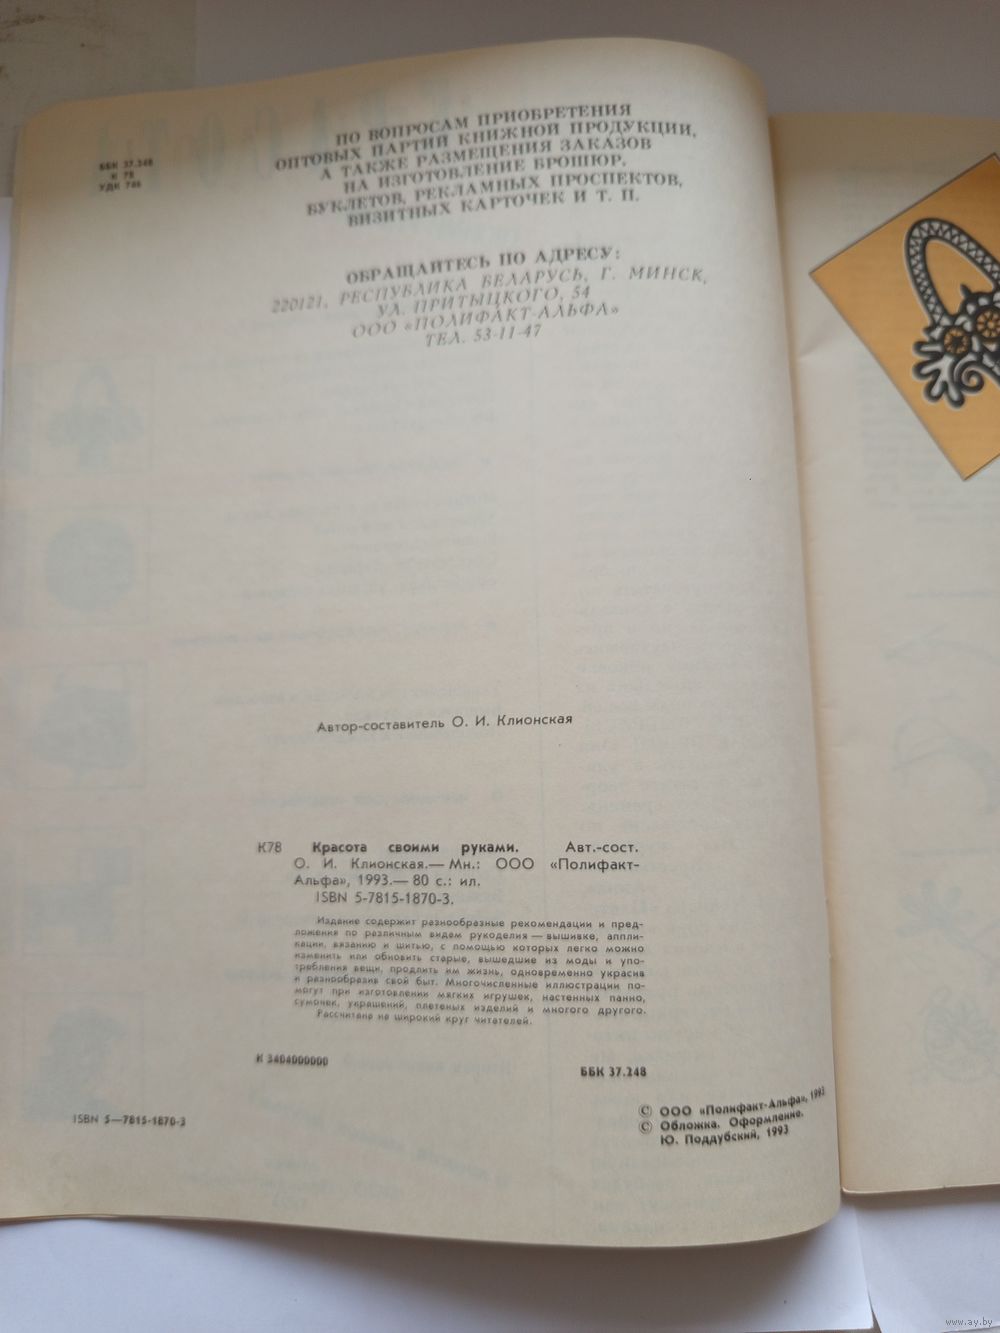 ББК 37.248
К 78
УДК 746
ПО ВОПРОСАМ ПРИОБРЕТЕНИЯ
ОПТОВЫХ ПАРТИЙ КНИЖНОЙ ПРОДУКЦИИ,
А ТАКЖЕ РАЗМЕЩЕНИЯ ЗАКАЗОВ
НА ИЗГОТОВЛЕНИЕ БРОШЮР,
БУКЛЕТОВ, РЕКЛАМНЫХ ПРОСПЕКТОВ,
ВИЗИТНЫХ КАРТОЧЕК И Т. П.
ОБРАЩАЙТЕСЬ ПО АДРЕСУ:
220121, РЕСПУБЛИКА БЕЛАРУСЬ, Г. МИНСК,
УЛ. ПРИТЫЦКОГО, 54
ООО «ПОЛИФАКТ-АЛЬФА»
ТЕЛ. 53-11-47
Автор-составитель О. И. Клионская
К78 Красота своими руками. Авт.-сост.
О. И. Клионская.— Мн.: ООО «Полифакт-
Альфа», 1993.— 80 с.: ил.
ISBN 5-7815-1870-3.
Издание содержит разнообразные рекомендации и пред-
ложения по различным видам рукоделия — вышивке, аппли-
кации, вязанию и шитью, с помощью которых легко можно
изменить или обновить старые, вышедшие из моды и упо-
требления вещи, продлить им жизнь, одновременно украсив
и разнообразив свой быт. Многочисленные иллюстрации по-
могут при изготовлении мягких игрушек, настенных панно,
сумочек, украшений, плетеных изделий и многого другого.
Рассчитано на широкий круг читателей.
К 3404000000
ББК 37.248
ISBN 5—7815-1870-3
© ООО «Полифакт-Альфа», 1993
© Обложка. Оформление.
Ю. Поддубский, 1993
www.ay.by